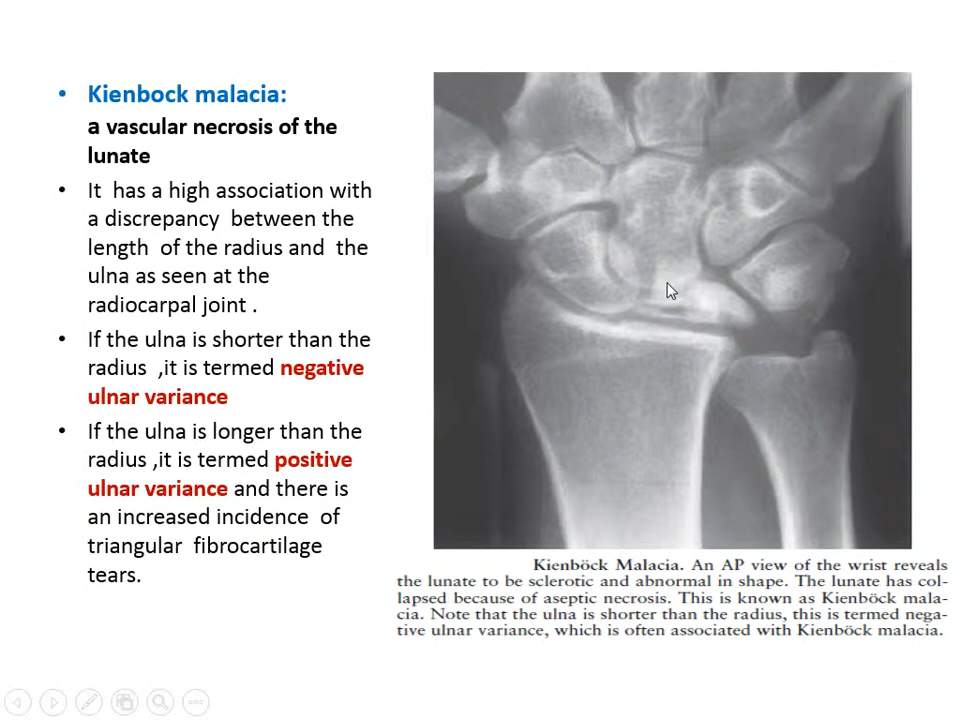 Kienbock malacia:
a vascular necrosis of the
lunate
It has a high association with
a discrepancy between the
length of the radius and the
ulna as seen at the
radiocarpal joint .
If the ulna is shorter than the
radius ,it is termed negative
ulnar variance
If the ulna is longer than the
radius ,it is termed positive
ulnar variance and there is
an increased incidence of
triangular fibrocartilage
tears.
Kienböck Malacia. An AP view of the wrist reveals
the lunate to be sclerotic and abnormal in shape. The lunate has col-
lapsed because of aseptic necrosis. This is known as Kienböck mala-
cia. Note that the ulna is shorter than the radius, this is termed nega-
tive ulnar variance, which is often associated with Kienböck malacia.